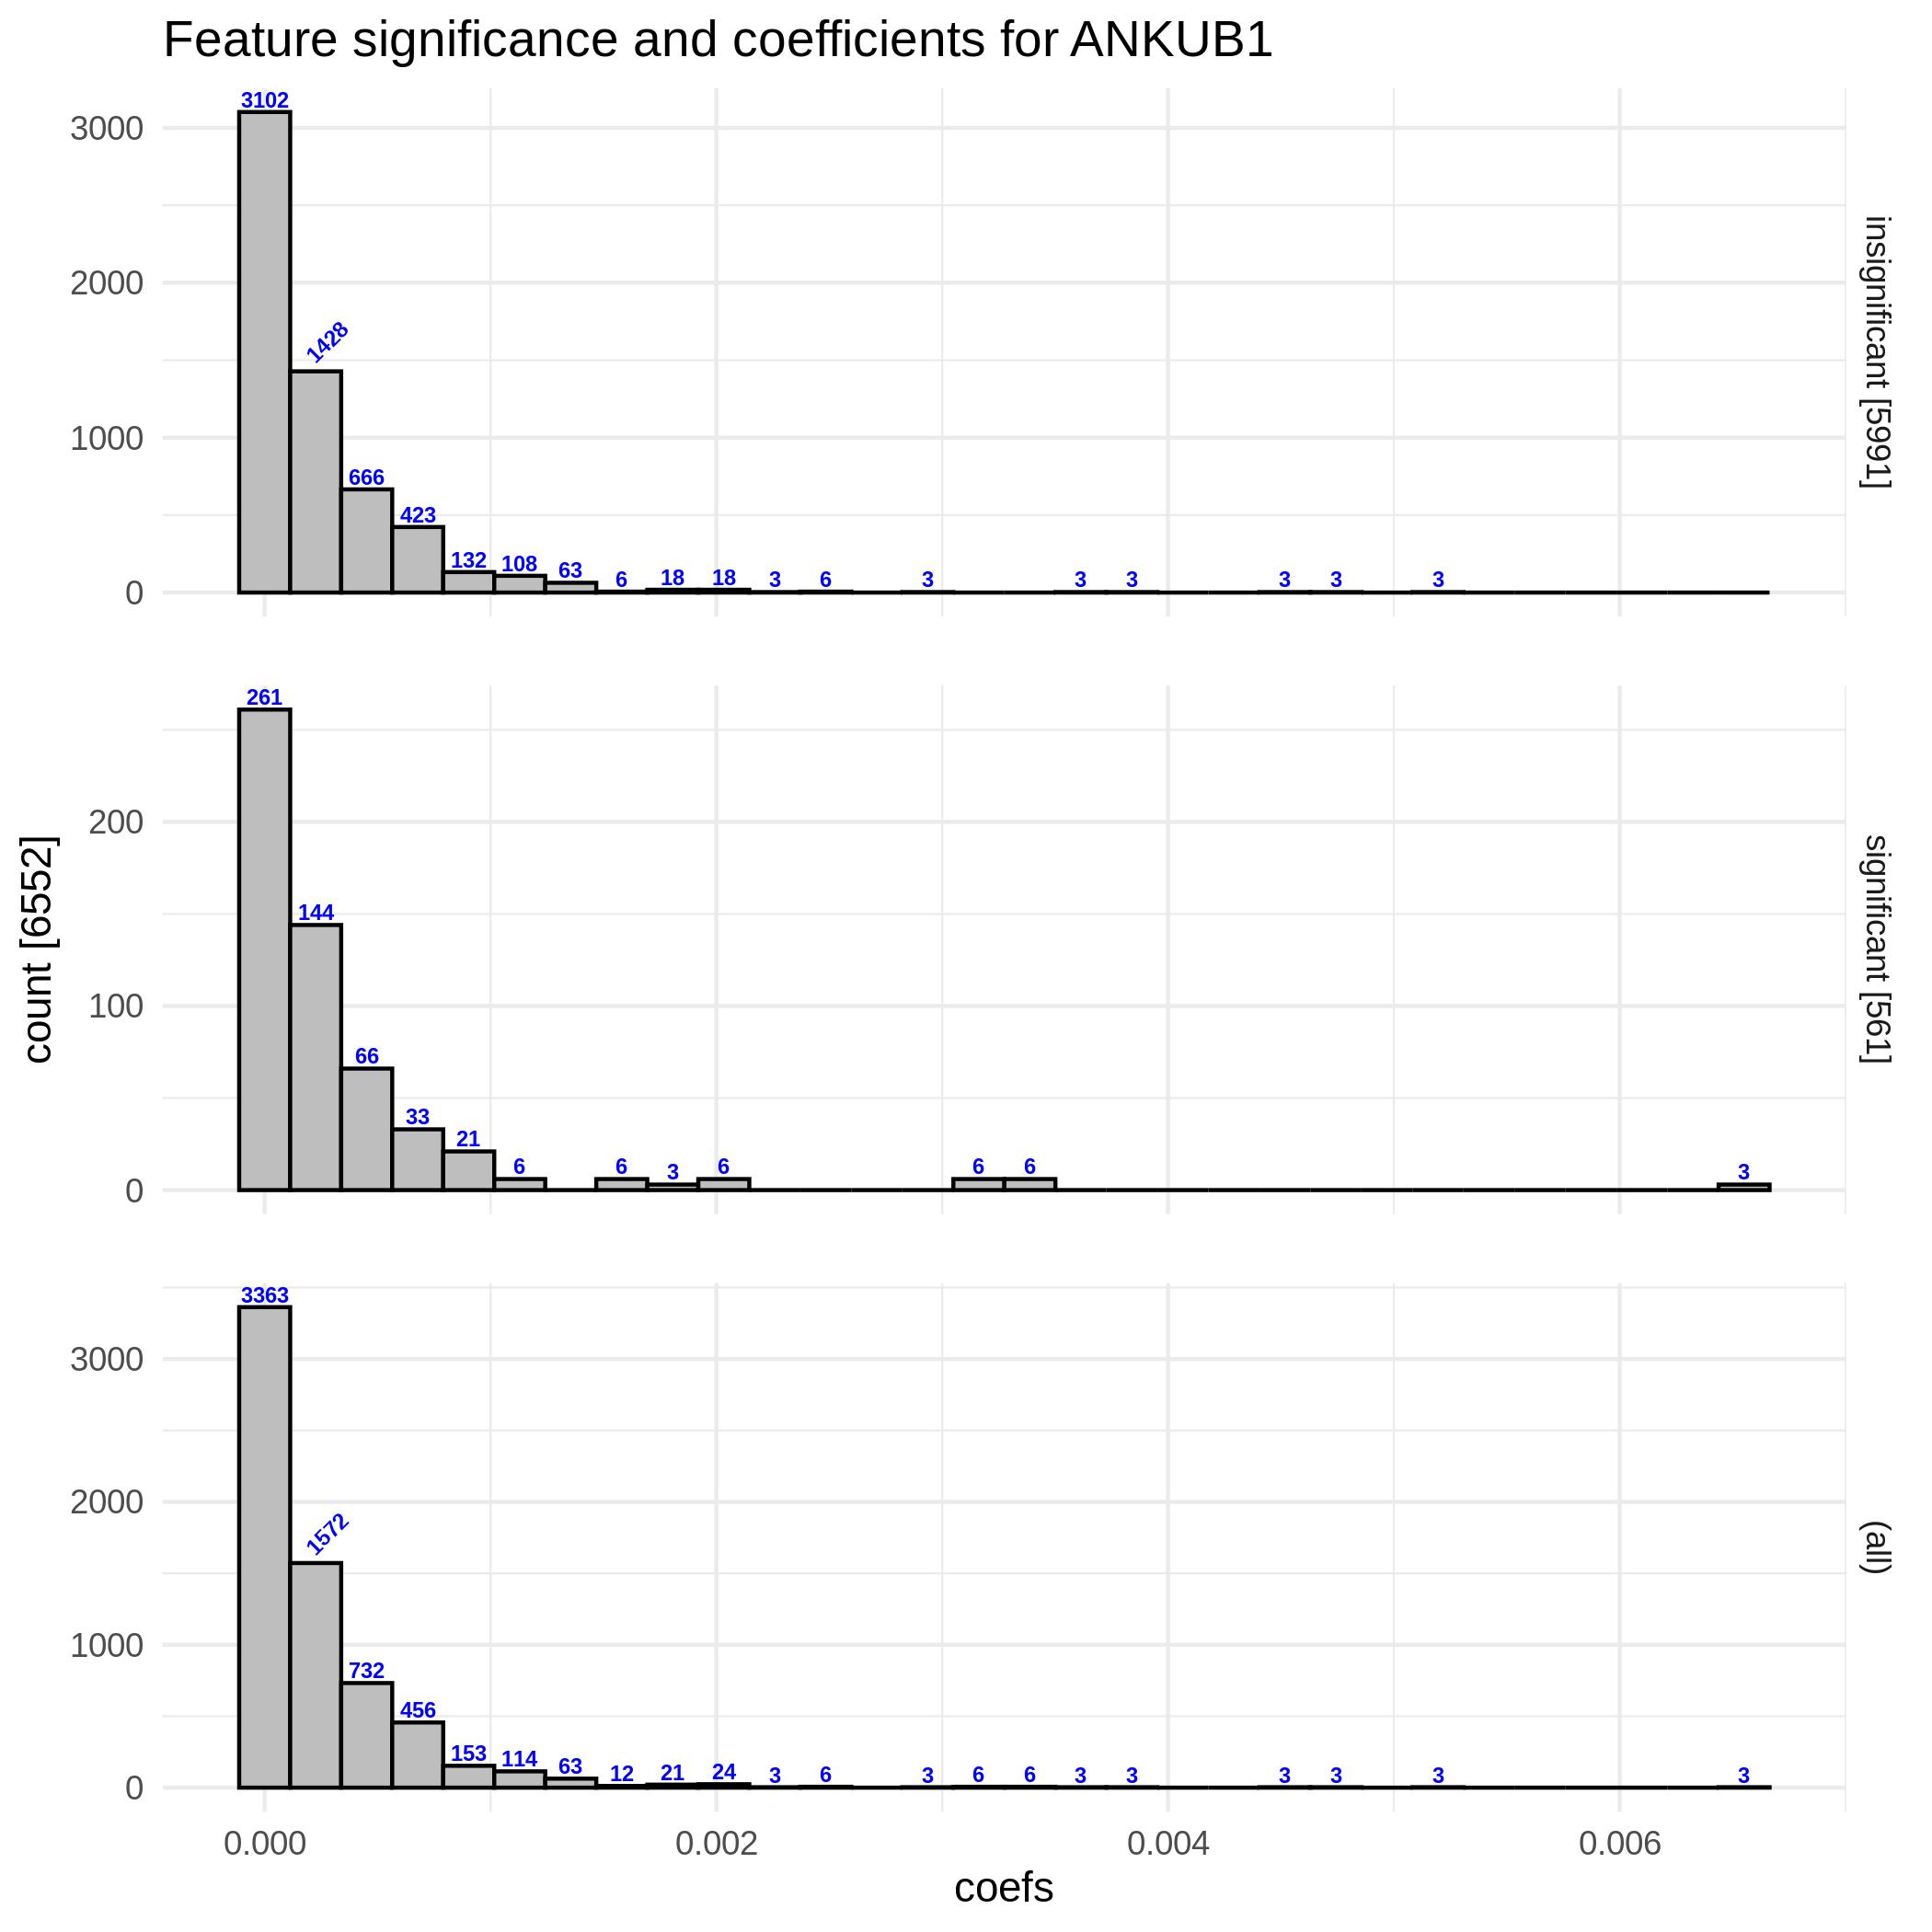 Feature significance and coefficients for ANKUB1
3102
3000
2000
1428
1000
666
423
132 108 63 6 18 18 3 6 3 3 3 3 3 3
0
insignificant [5991]
261
200
144
100
66
33
21
6 6 3 6 6 6 3
0
significant [561]
count [6552]
3363
3000
2000
1572
1000
732
456
153 114 63 12 21 24 3 6 3 6 6 3 3 3 3 3 3
0
(all)
0.000 0.002 0.004 0.006
coefs